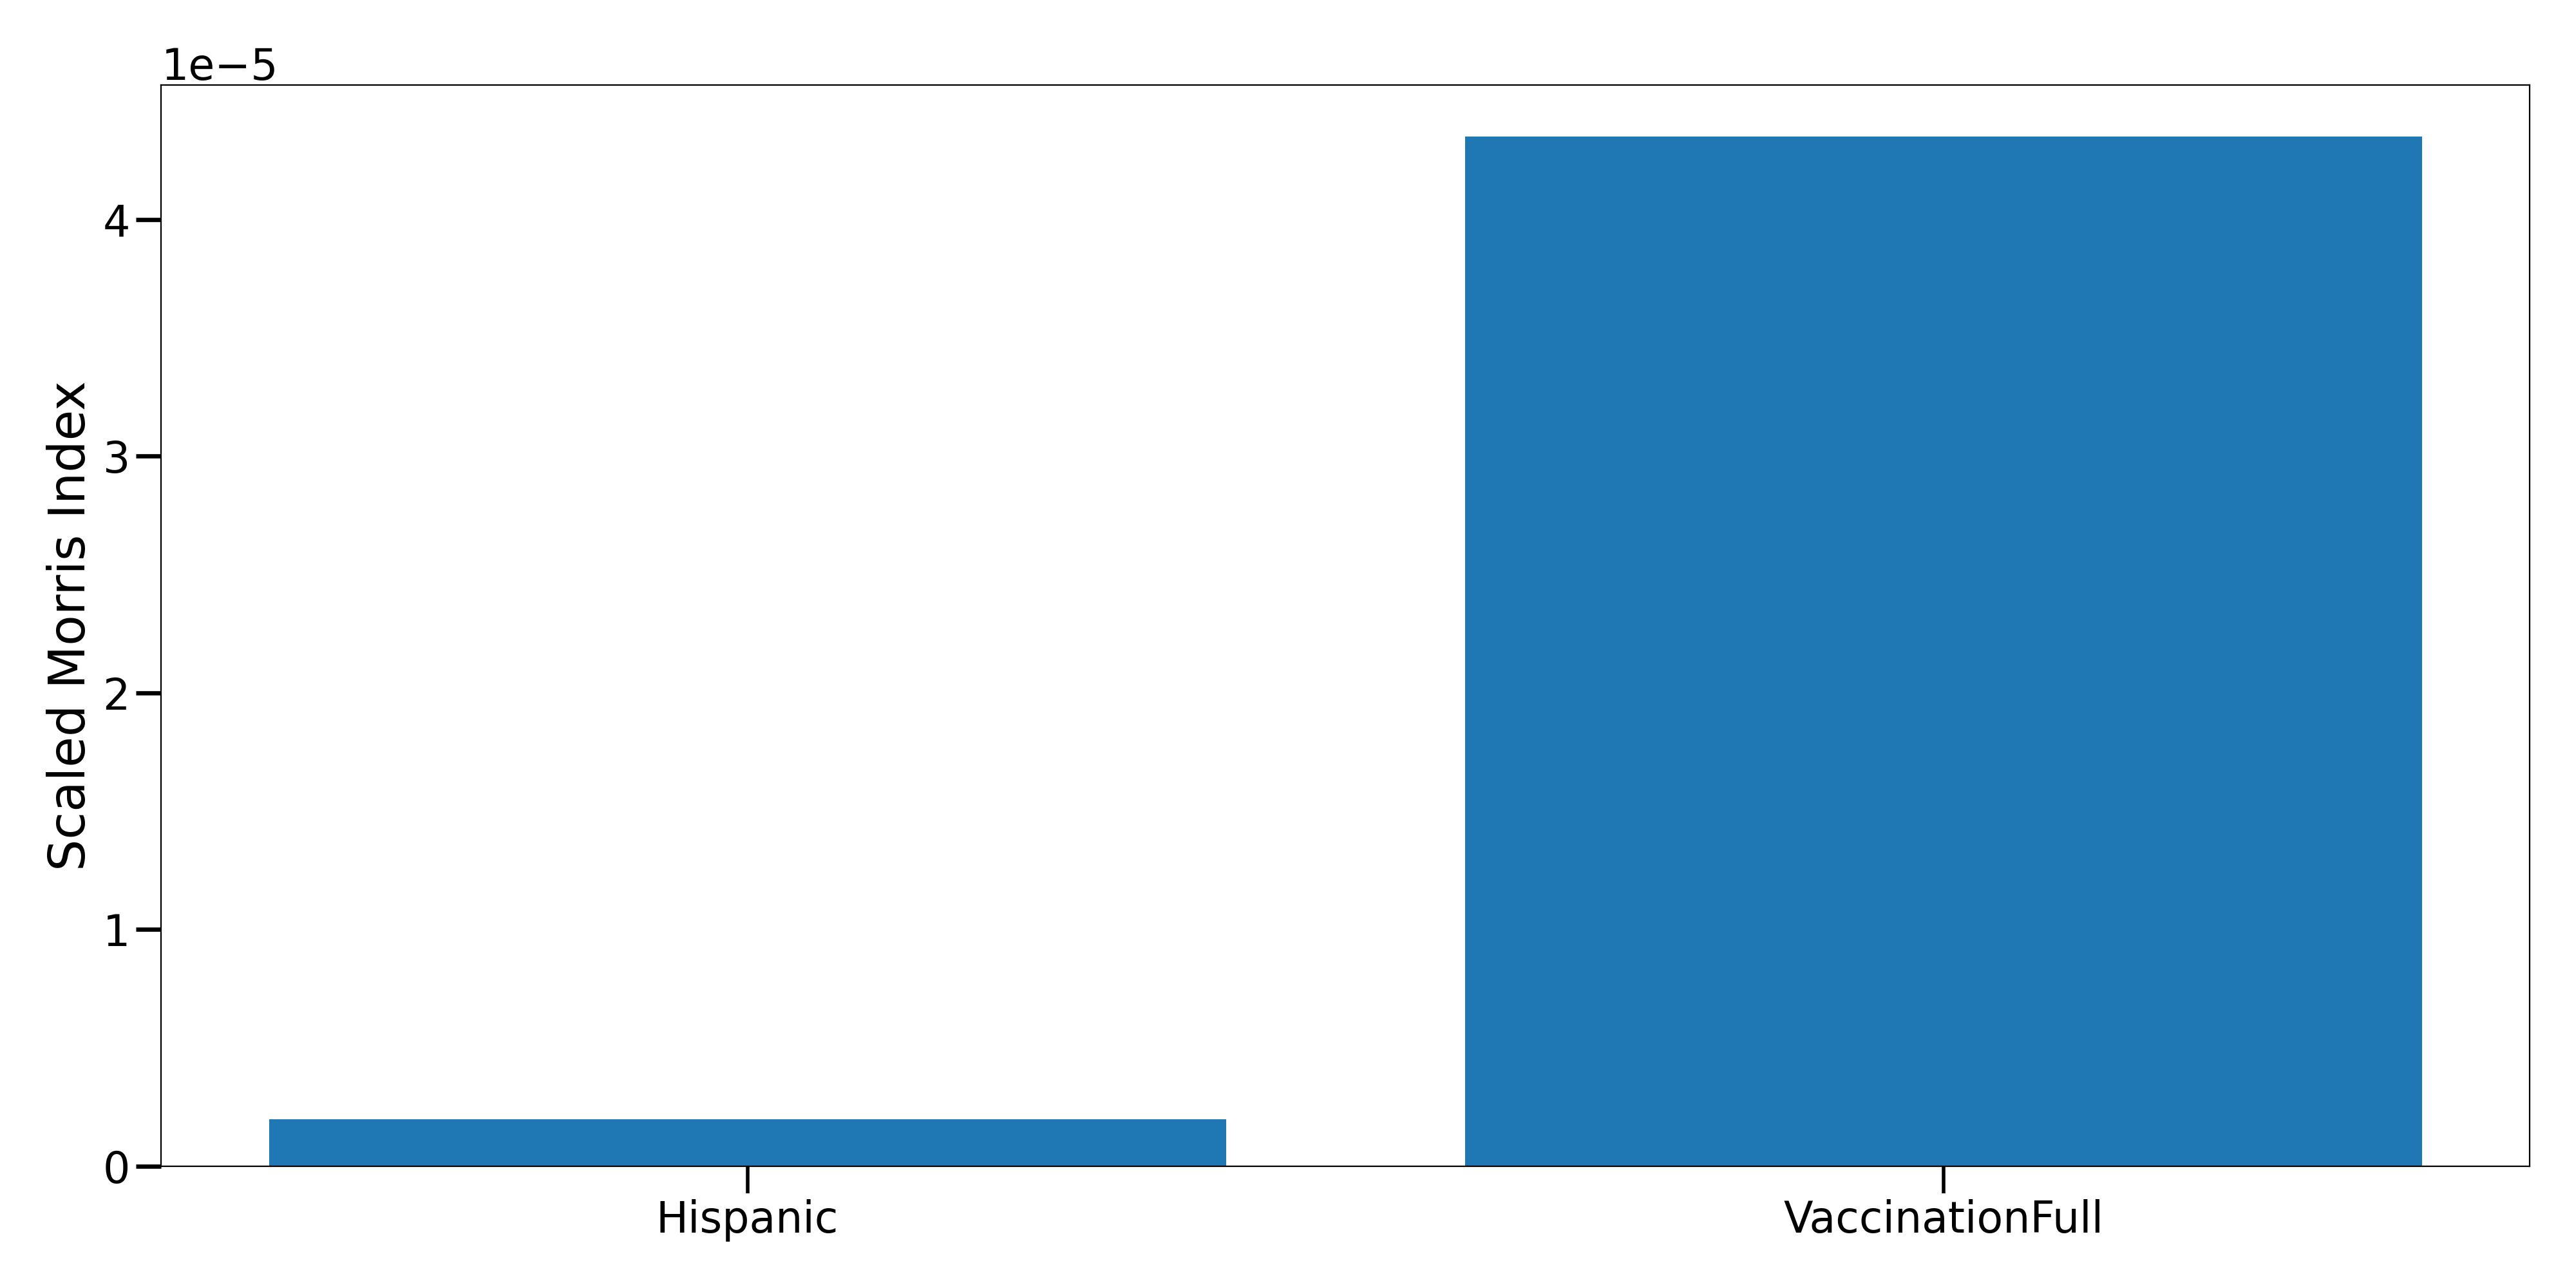 1e−5
Scaled Morris Index
4
3
2
1
0
Hispanic
VaccinationFull